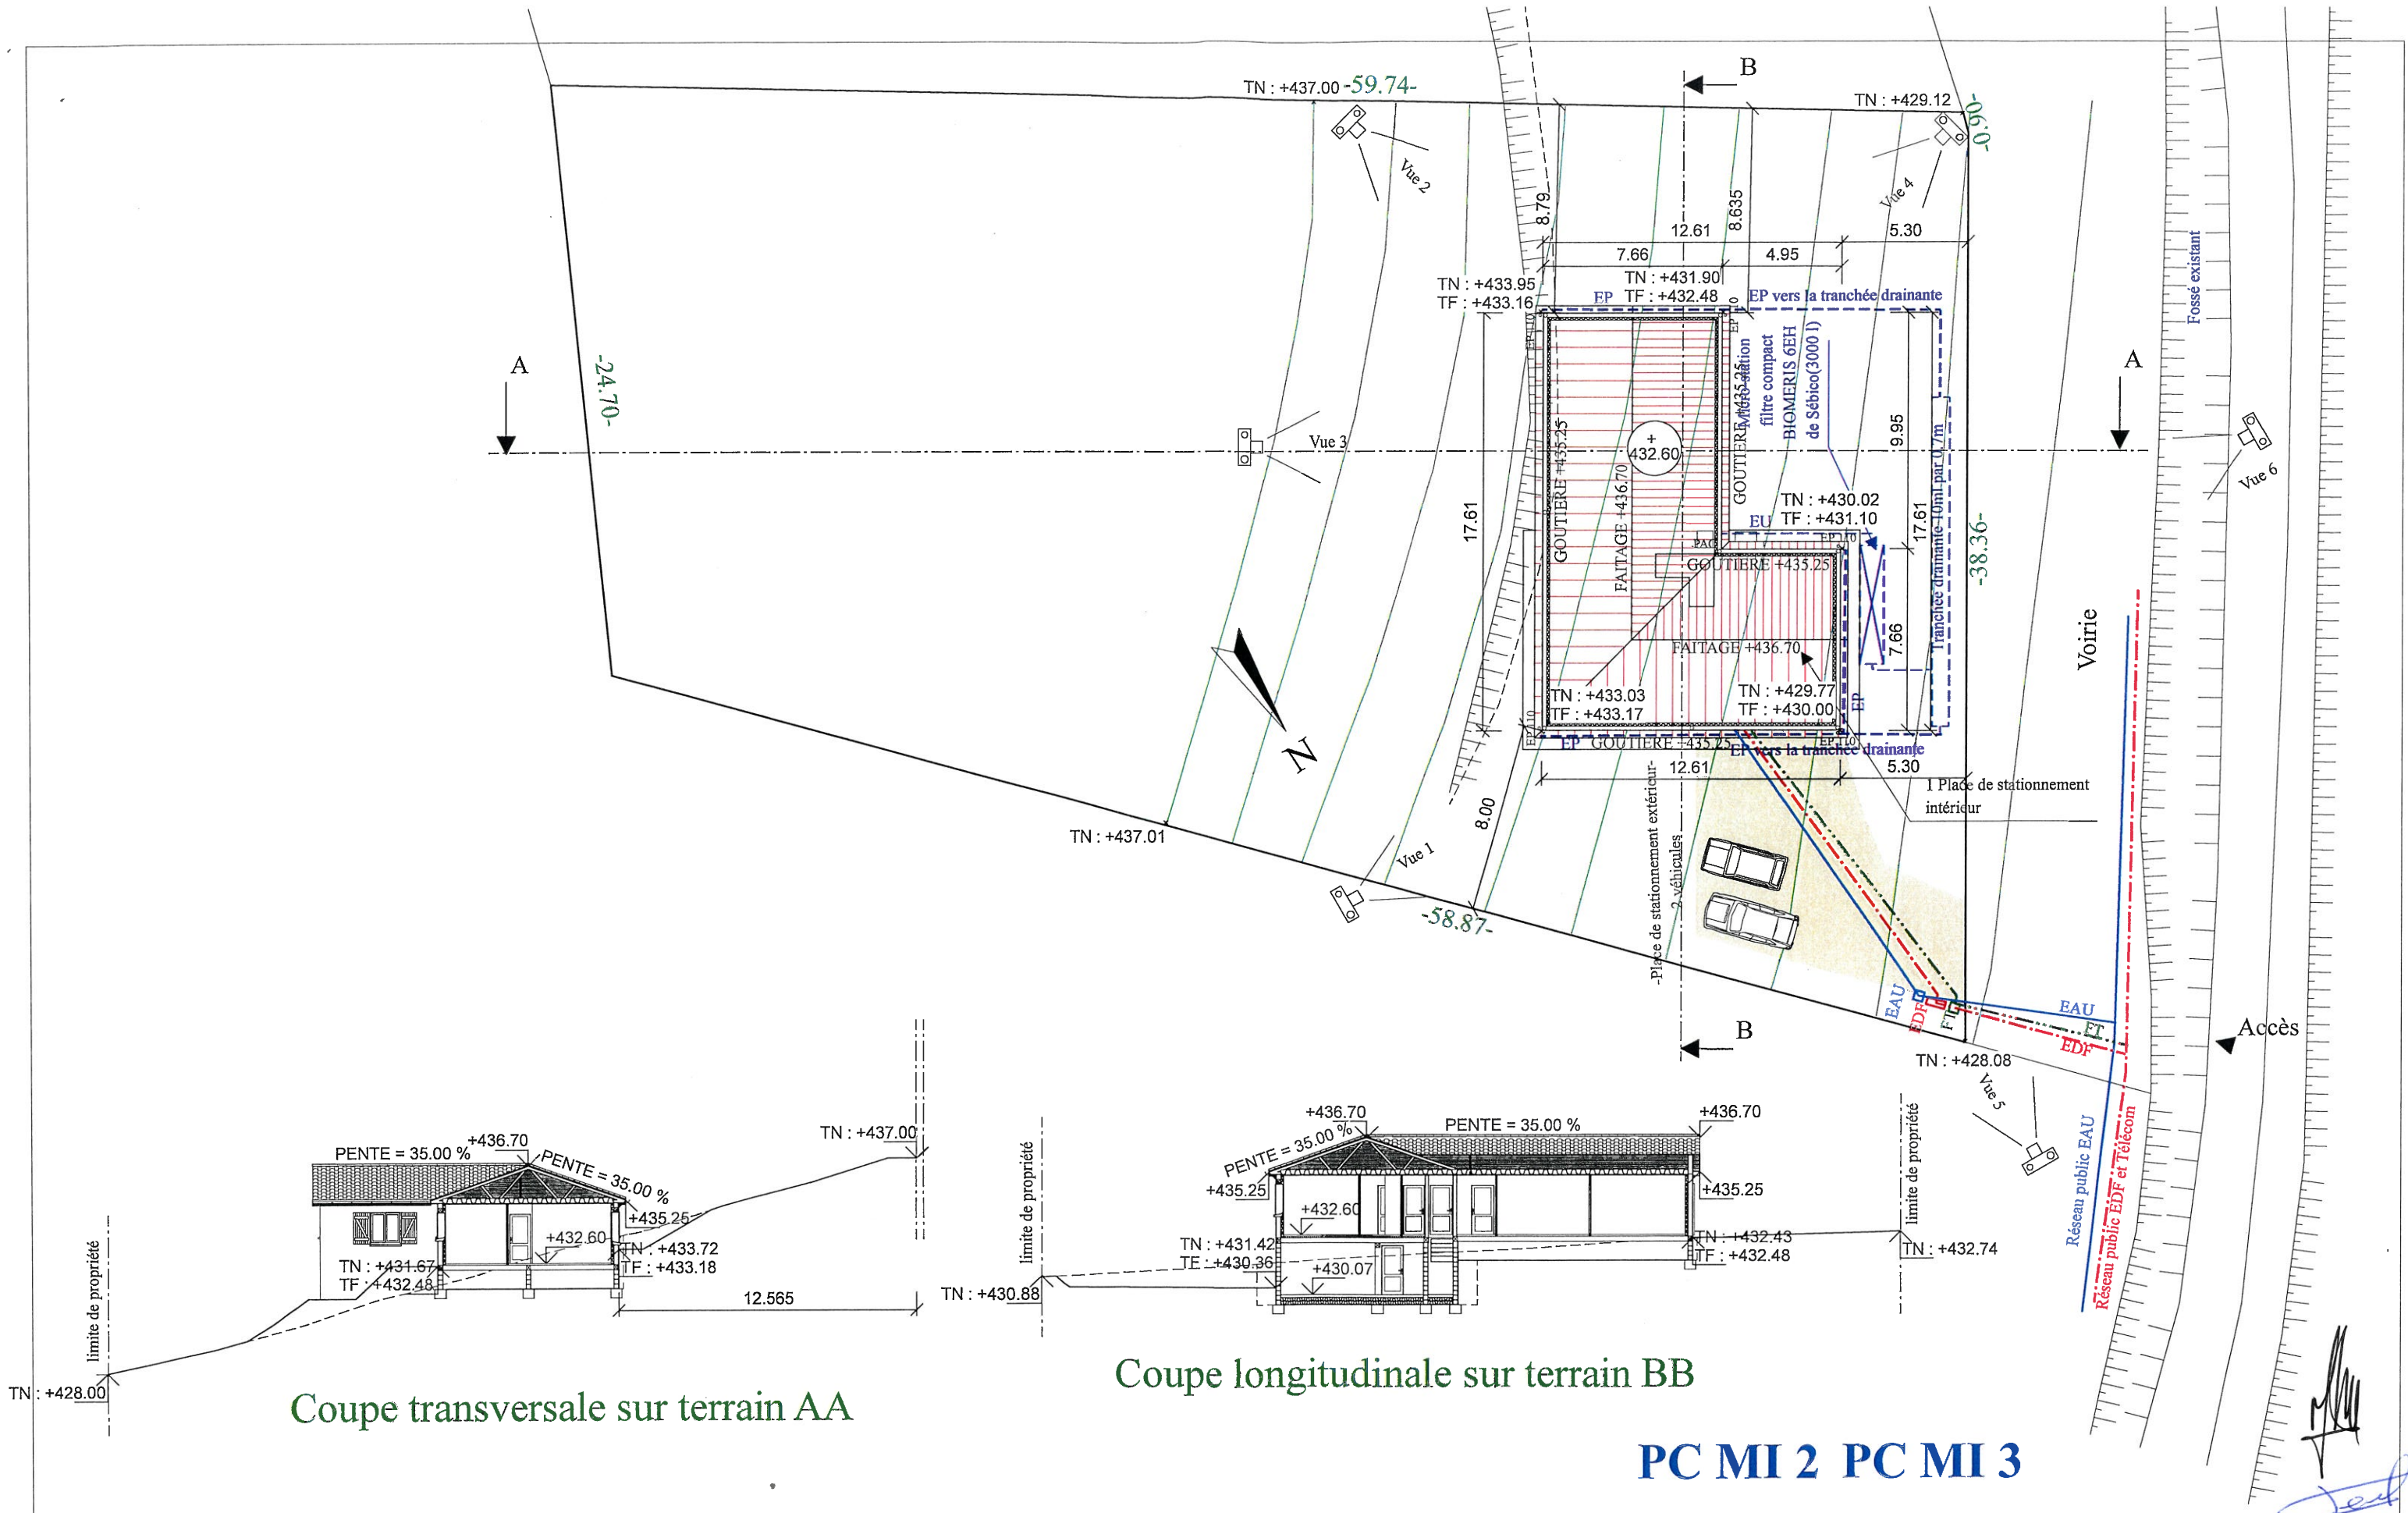 B
TN : +437.00
-59.74-
TN : +429.12
-0.90-
Vue 2
Vue 4
8.79
8.635
12.61
5.30
7.66
4.95
Fossé existant
TN : +433.95
TF : +433.16
TN : +431.90
TF : +432.48
EP
EP vers la tranchée drainante
A
A
-24.70-
Vue 3
Vue 6
GOUTIERE +435.25
FAITAGE +436.70
+
432.60
GOUTIERE +435.25
Micro-station
filtre compact
BIOMERIS 6EH
de Sébico(3000 l)
9.95
17.61
17.61
Tranchée drainante 10ml par 0.7m
-38.36-
TN : +430.02
TF : +431.10
EU
EP 110
PAC
GOUTIERE +435.25
7.66
FAITAGE +436.70
TN : +433.03
TF : +433.17
TN : +429.77
TF : +430.00
EP
EP
GOUTIERE +435.25
EP 110
EP vers la tranchée drainante
12.61
5.30
1 Place de stationnement
intérieur
Voirie
N
8.00
-Place de stationnement extérieur-
2 véhicules
TN : +437.01
Vue 1
-58.87-
EAU
EDF
FT
EAU
FT
EDF
Accès
B
TN : +428.08
Vue 5
Réseau public EAU
Réseau public EDF et Télécom
PENTE = 35.00 %
+436.70
PENTE = 35.00 %
TN : +437.00
+435.25
+432.60
TN : +433.72
TF : +433.18
TN : +431.67
TF : +432.48
12.565
limite de propriété
TN : +428.00
Coupe transversale sur terrain AA
limite de propriété
+436.70
PENTE = 35.00 %
PENTE = 35.00 %
+436.70
+435.25
+435.25
+432.60
TN : +431.42
TF : +430.36
+430.07
TN : +432.43
TF : +432.48
TN : +430.88
limite de propriété
TN : +432.74
Coupe longitudinale sur terrain BB
PC MI 2 PC MI 3